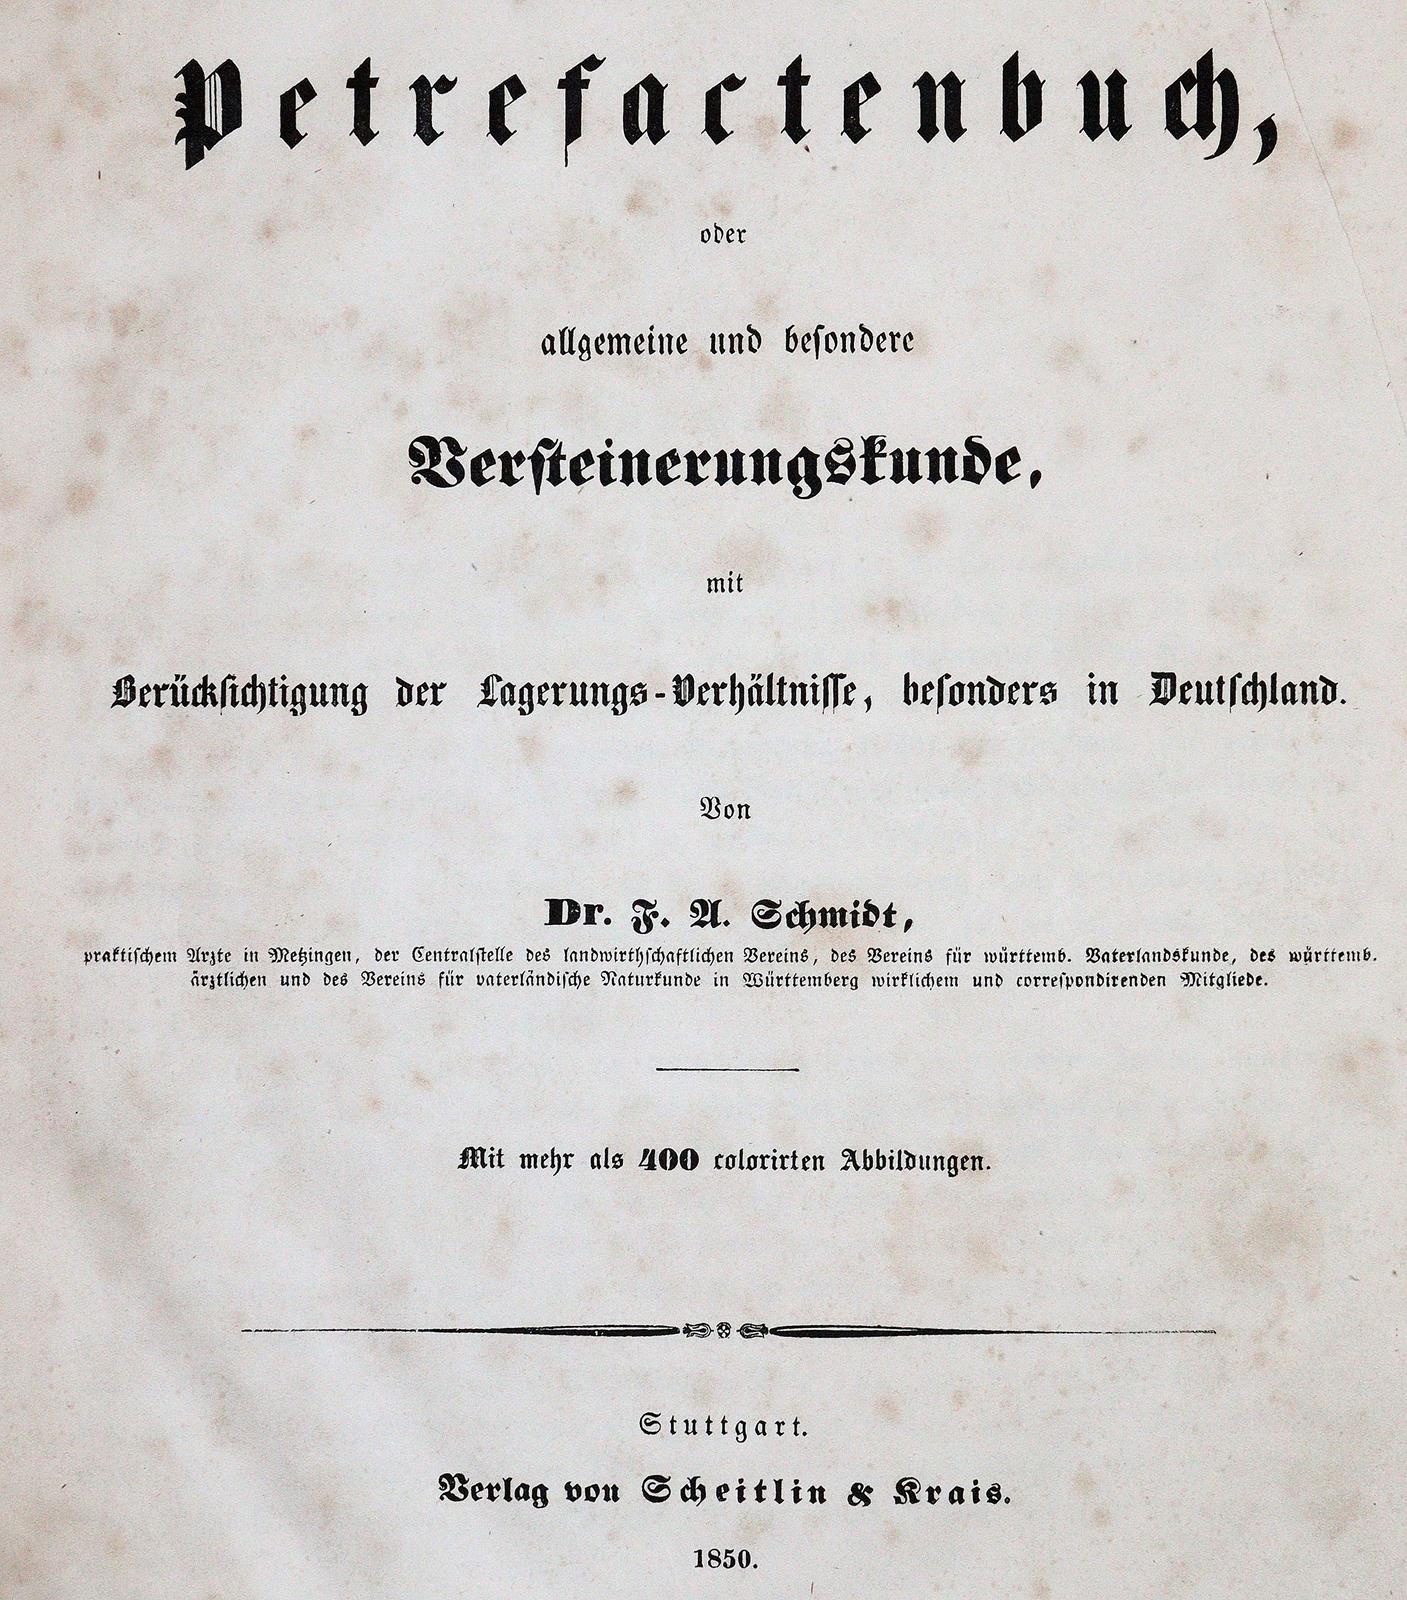 Petrefactenbuch,
oder
allgemeine und besondere
Versteinerungskunde,
mit
Berücksichtigung der Lagerungs-Verhältnisse, besonders in Deutschland.
Von
Dr. F. A. Schmidt,
praktischem Arzte in Metzingen, der Centralstelle des landwirthschaftlichen Vereins, des Vereins für württemb. Vaterlandskunde, des württemb.
ärztlichen und des Vereins für vaterländische Naturkunde in Württemberg wirklichem und correspondirenden Mitgliede.
Mit mehr als 400 colorirten Abbildungen.
Stuttgart.
Verlag von Scheitlin & Krais.
1850.